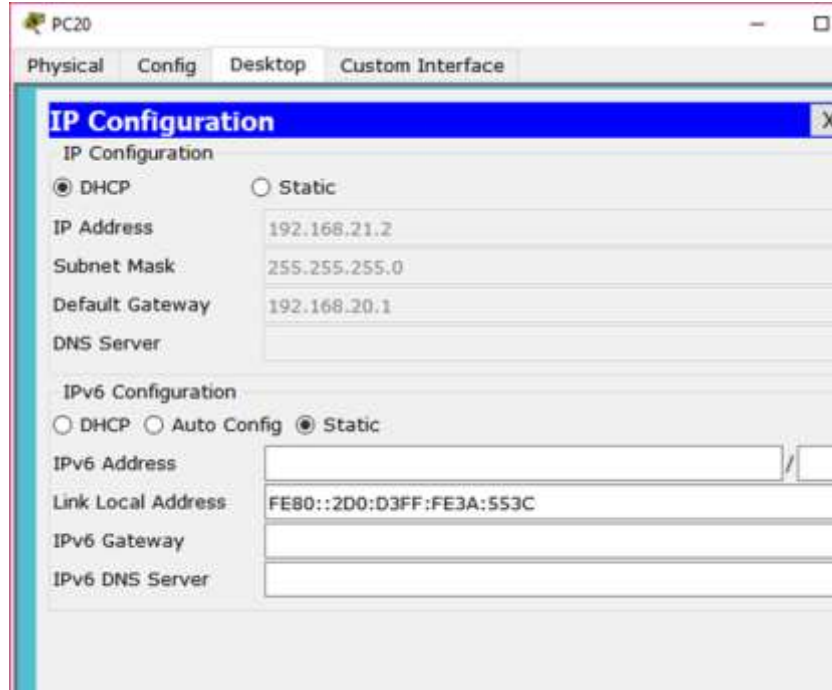 PC20
Physical Config Desktop Custom Interface
IP Configuration X
IP Configuration
DHCP Static
IP Address 192.168.21.2
Subnet Mask 255.255.255.0
Default Gateway 192.168.20.1
DNS Server
IPv6 Configuration
DHCP Auto Config Static
IPv6 Address /
Link Local Address FE80::2D0:D3FF:FE3A:553C
IPv6 Gateway
IPv6 DNS Server